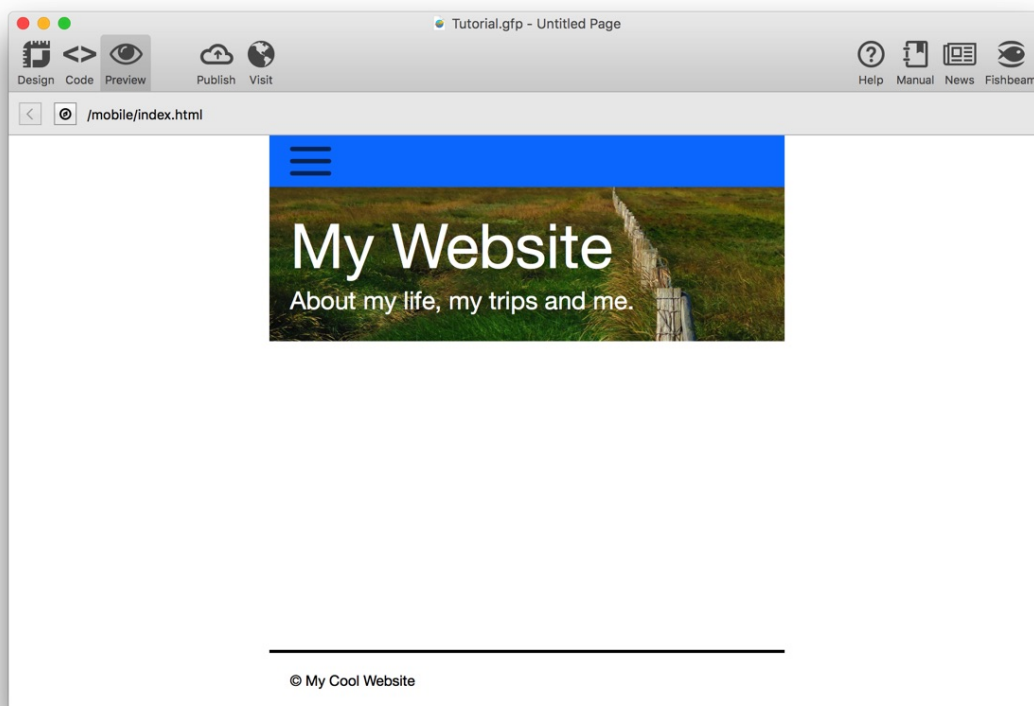 Tutorial.gfp - Untitled Page
Design Code Preview Publish Visit Help Manual News Fishbeam
/mobile/index.html
My Website
About my life, my trips and me.
© My Cool Website